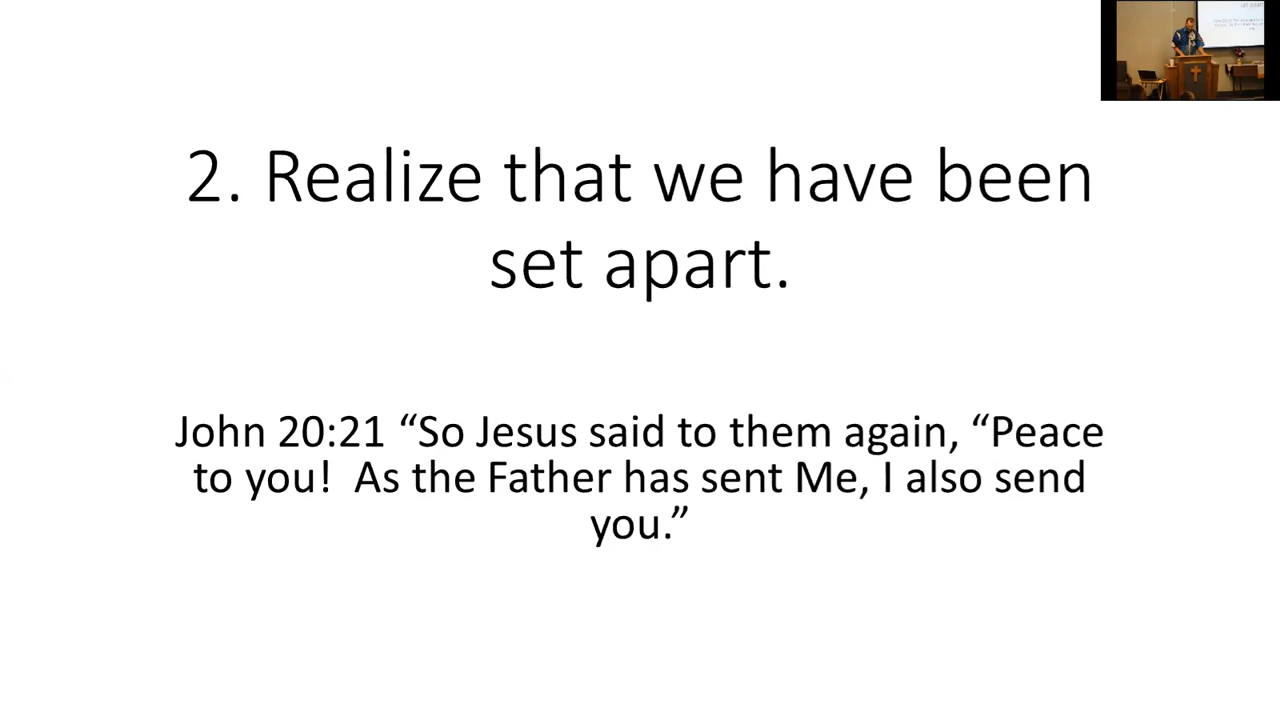 2. Realize that we have been
set apart.
John 20:21 “So Jesus said to them again, “Peace
to you!  As the Father has sent Me, I also send
you.”